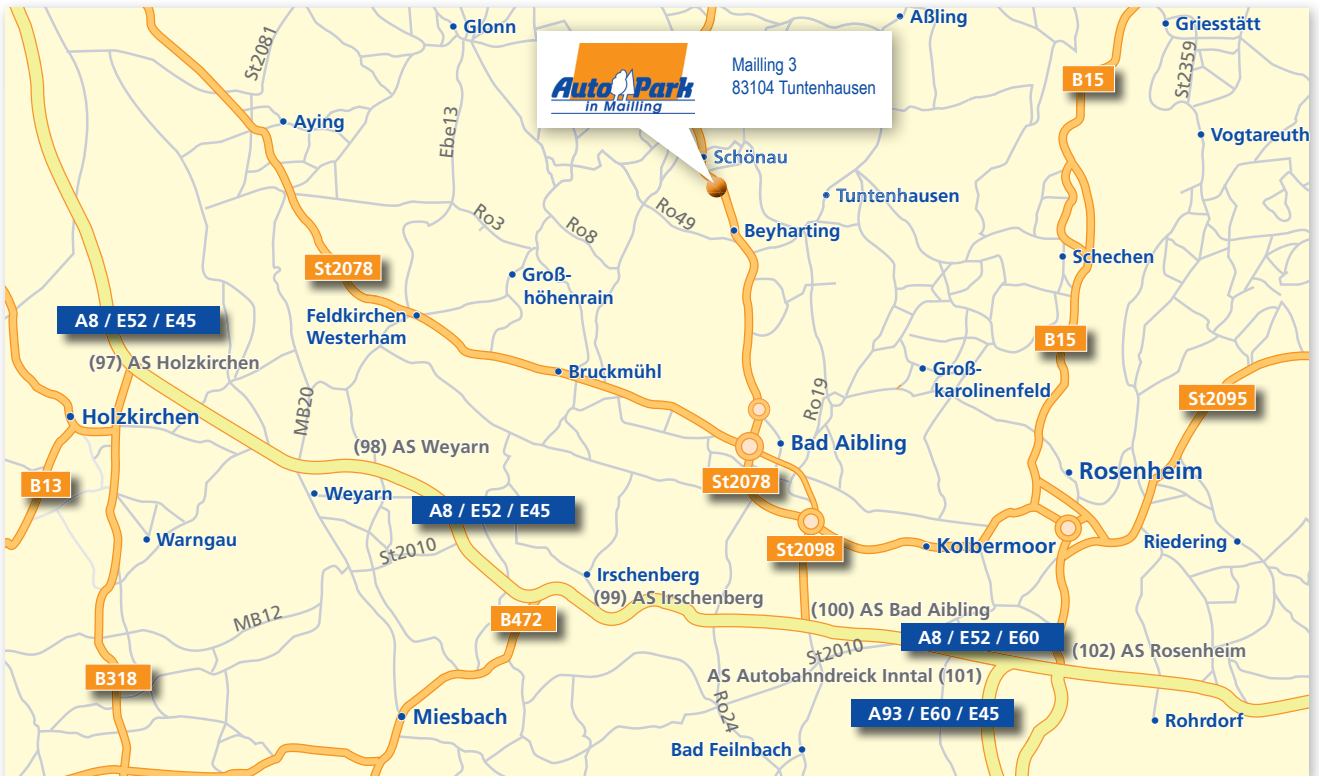 Glonn
Aßling
Griesstätt
St2081
St2359
Auto Park
in Mailling
Mailling 3
83104 Tuntenhausen
B15
Aying
Ebe13
Vogtareuth
Schönau
Tuntenhausen
Ro3
Ro8
Ro49
Beyharting
Schechen
St2078
Groß-
höhenrain
Feldkirchen
Westerham
A8 / E52 / E45
B15
(97) AS Holzkirchen
Bruckmühl
Groß-
karolinenfeld
St2095
MB20
Ro19
Holzkirchen
(98) AS Weyarn
Bad Aibling
Rosenheim
B13
St2078
Weyarn
A8 / E52 / E45
Warngau
St2010
St2098
Kolbermoor
Riedering
Irschenberg
(99) AS Irschenberg
MB12
B472
(100) AS Bad Aibling
A8 / E52 / E60
St2010
(102) AS Rosenheim
B318
AS Autobahndreick Inntal (101)
Ro24
A93 / E60 / E45
Miesbach
Rohrdorf
Bad Feilnbach